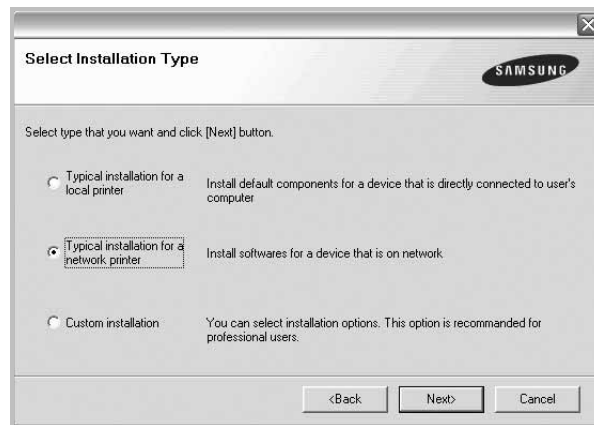 Select Installation Type
SAMSUNG
Select type that you want and click [Next] button.
Typical installation for a
local printer
Install default components for a device that is directly connected to user's
computer
Typical installation for a
network printer
Install softwares for a device that is on network
Custom installation
You can select installation options. This option is recommanded for
professional users.
<Back
Next>
Cancel